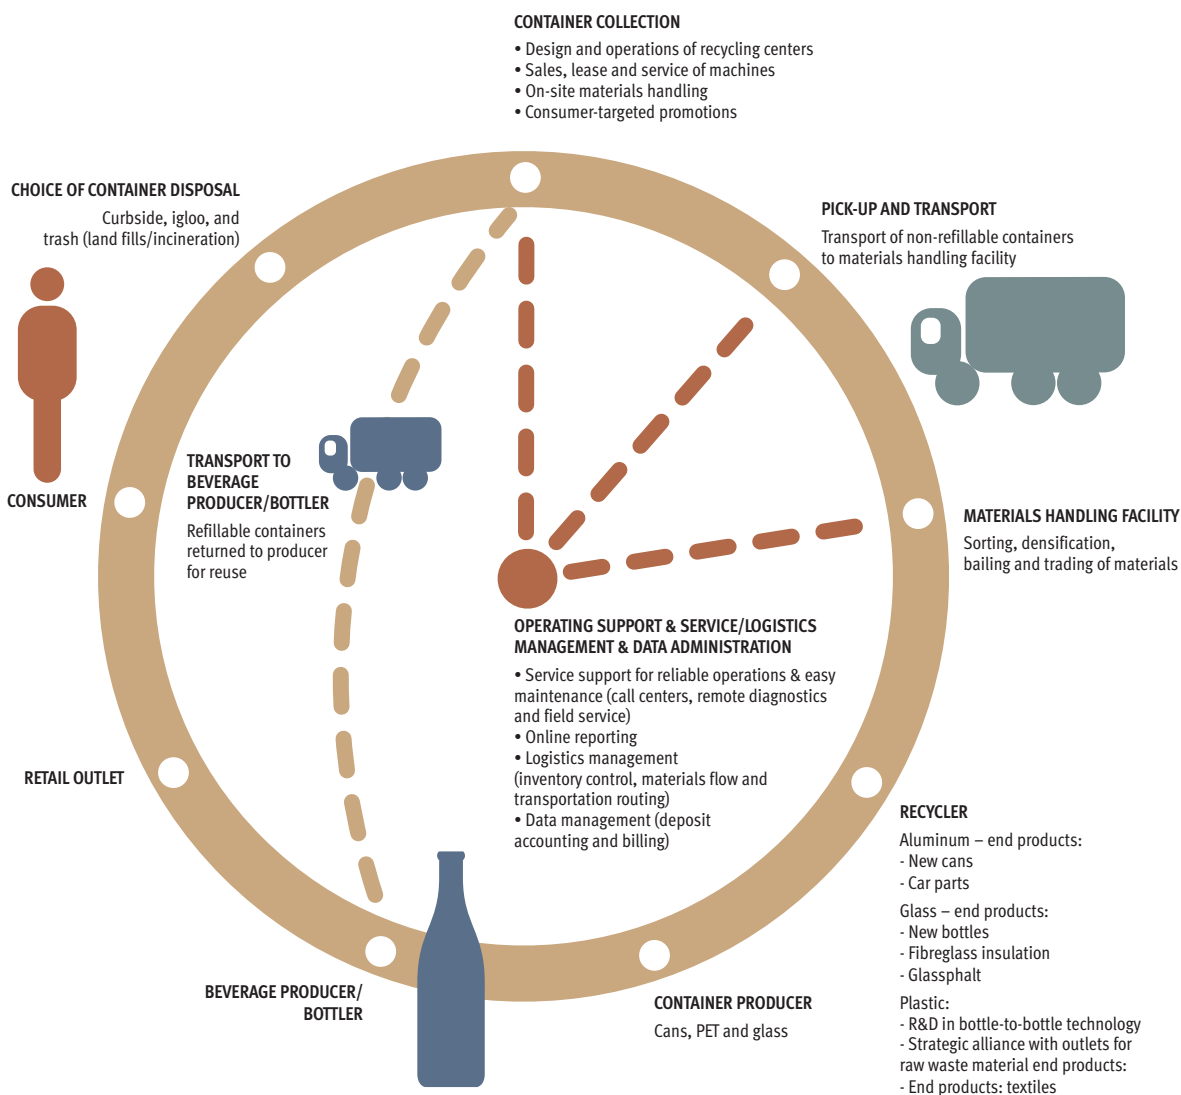 CONTAINER COLLECTION
• Design and operations of recycling centers
• Sales, lease and service of machines
• On-site materials handling
• Consumer-targeted promotions
CHOICE OF CONTAINER DISPOSAL
Curbside, igloo, and
trash (land fills/incineration)
PICK-UP AND TRANSPORT
Transport of non-refillable containers
to materials handling facility
CONSUMER
TRANSPORT TO
BEVERAGE
PRODUCER/BOTTLER
Refillable containers
returned to producer
for reuse
MATERIALS HANDLING FACILITY
Sorting, densification,
bailing and trading of materials
OPERATING SUPPORT & SERVICE/LOGISTICS
MANAGEMENT & DATA ADMINISTRATION
• Service support for reliable operations & easy
maintenance (call centers, remote diagnostics
and field service)
• Online reporting
• Logistics management
(inventory control, materials flow and
transportation routing)
• Data management (deposit
accounting and billing)
RETAIL OUTLET
RECYCLER
Aluminum – end products:
- New cans
- Car parts
Glass – end products:
- New bottles
- Fibreglass insulation
- Glassphalt
Plastic:
- R&D in bottle-to-bottle technology
- Strategic alliance with outlets for
raw waste material end products:
- End products: textiles
BEVERAGE PRODUCER/
BOTTLER
CONTAINER PRODUCER
Cans, PET and glass